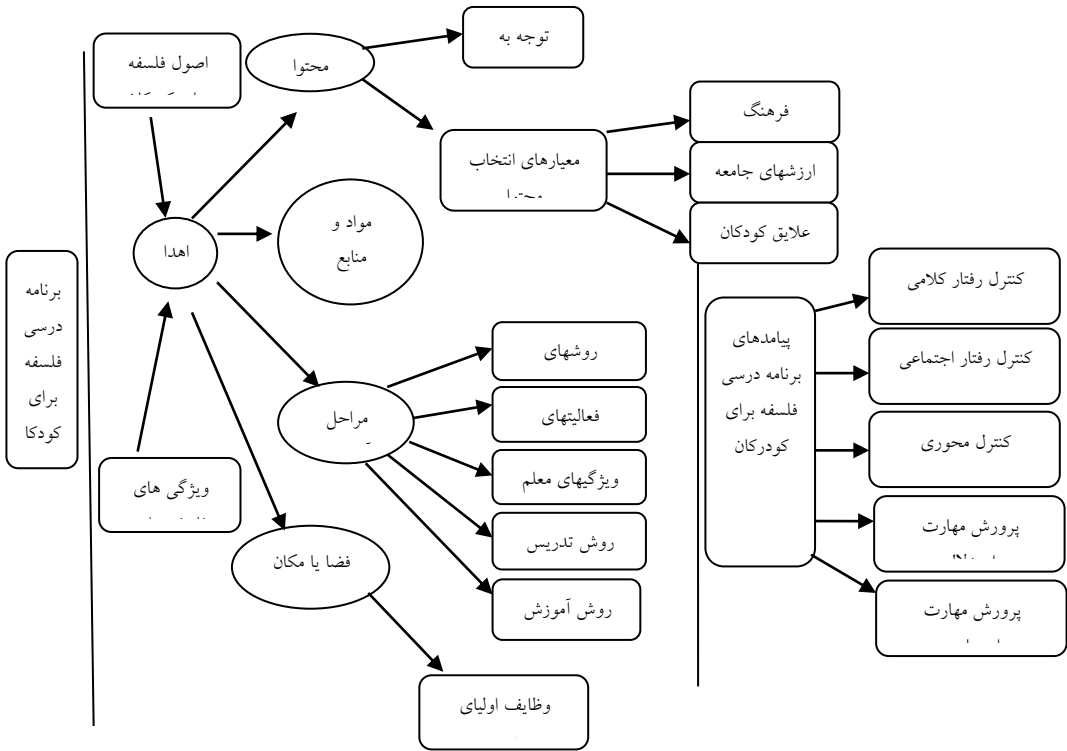 برنامه
درسی
فلسفه
برای
کودکا
اصول فلسفه
اهدا
ویژگی های
محتوا
مواد و
منابع
مراحل
فضا یا مکان
توجه به
معیارهای انتخاب
محتوا
فرهنگ
ارزشهای جامعه
علایق کودکان
روشهای
فعالیتهای
ویژگیهای معلم
روش تدریس
روش آموزش
وظایف اولیای
پیامدهای
برنامه درسی
فلسفه برای
کودرکان
کنترل رفتار کلامی
کنترل رفتار اجتماعی
کنترل محوری
پرورش مهارت
پرورش مهارت